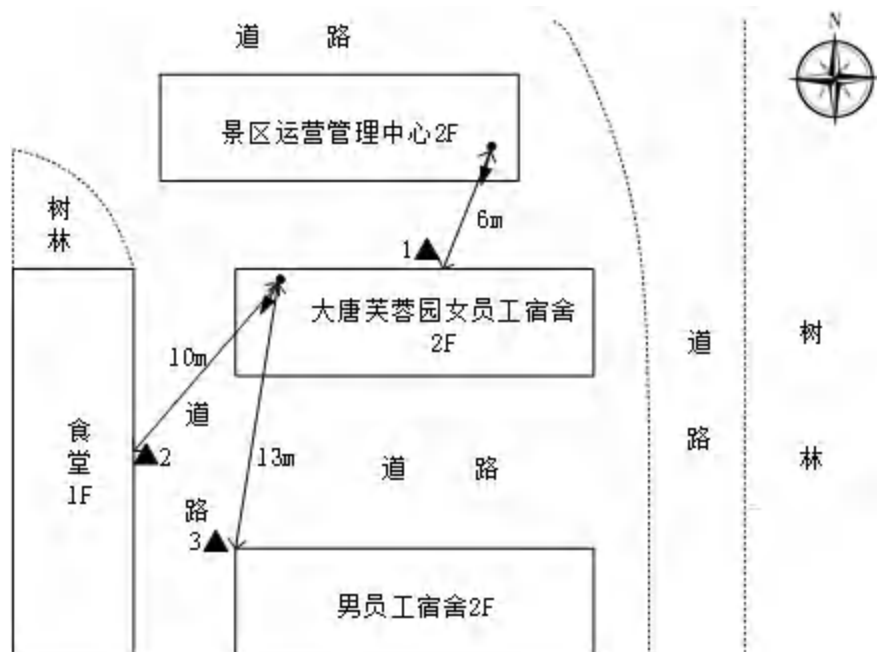 道 路
N
景区运营管理中心2F
树林
6m
1
大唐芙蓉园女员工宿舍
2F
10m
道路
树林
道路
食堂
1F
2
13m
道 路
3
男员工宿舍2F